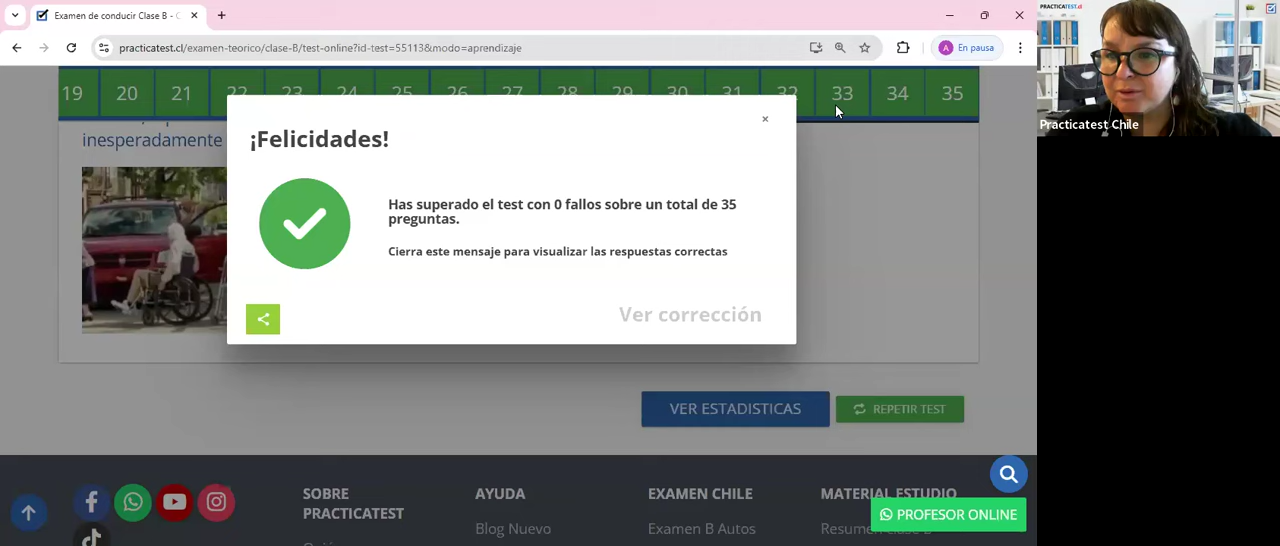 Examen de conducir Clase B - C
practicatest.cl/examen-teorico/clase-B/test-online?id-test=55113&modo=aprendizaje
A En pausa
PRACTICATEST.cl
Practicatest Chile
19 20 21 22 23 24 25 26 27 28 29 30 31 32 33 34 35
inesperadamente
¡Felicidades!
×
Has superado el test con 0 fallos sobre un total de 35
preguntas.
Cierra este mensaje para visualizar las respuestas correctas
Ver corrección
VER ESTADISTICAS
REPETIR TEST
SOBRE
PRACTICATEST
AYUDA
Blog Nuevo
EXAMEN CHILE
Examen B Autos
MATERIAL ESTUDIO
PROFESOR ONLINE